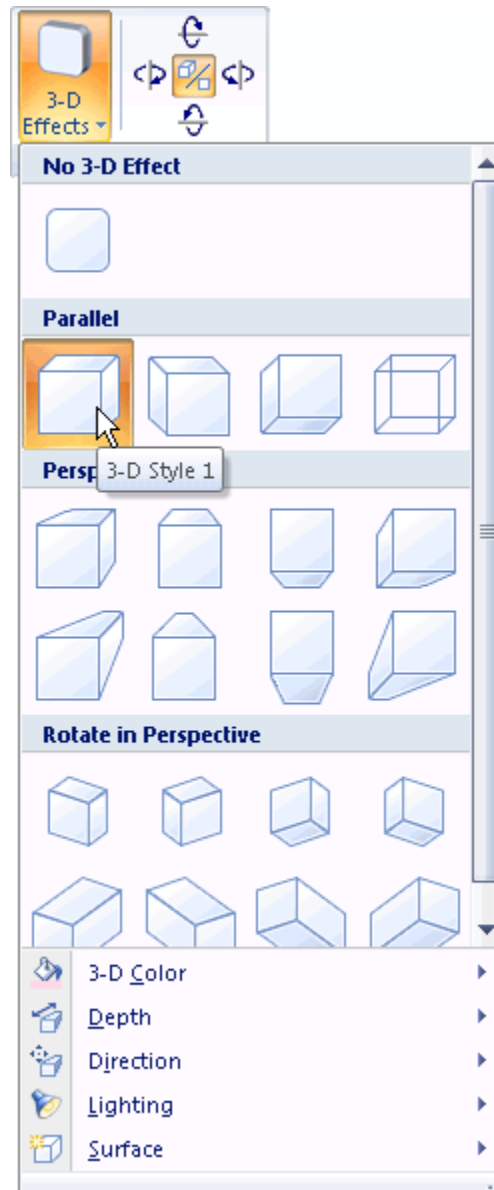 3-D
Effects
No 3-D Effect
Parallel
Persp
3-D Style 1
Rotate in Perspective
3-D Color
Depth
Direction
Lighting
Surface